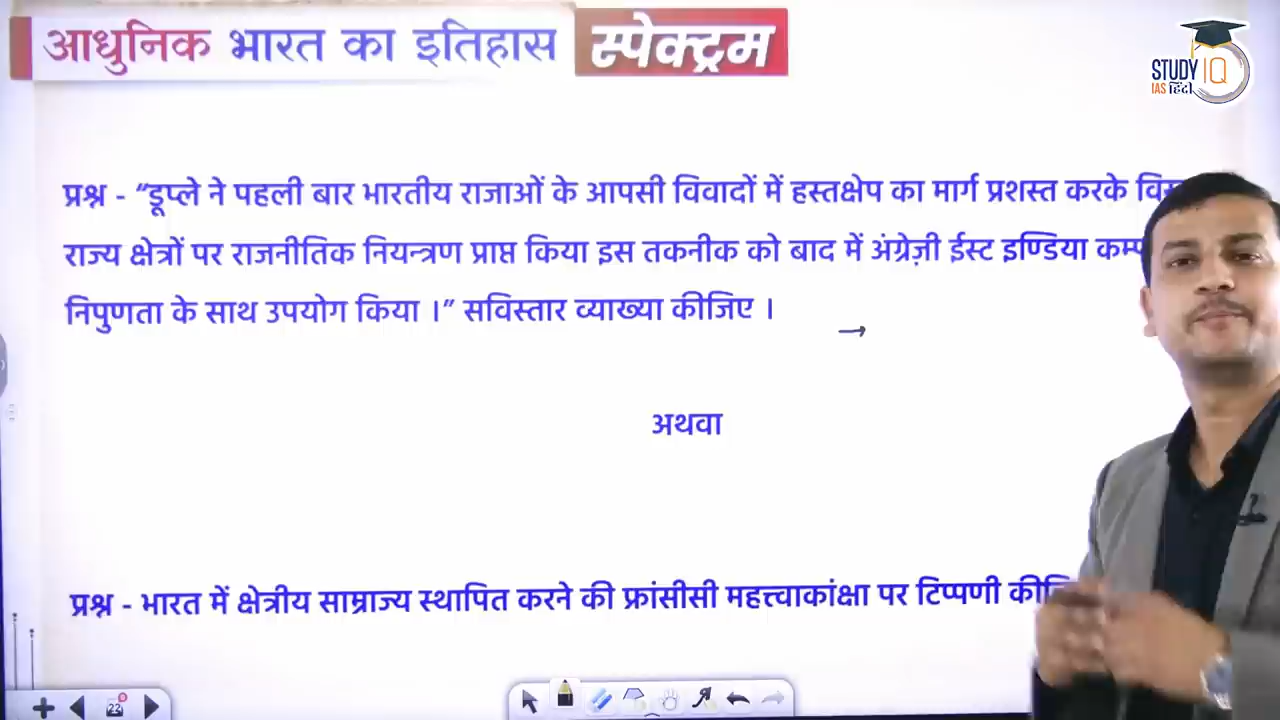 आधुनिक भारत का इतिहास स्पेक्ट्रम
STUDY IQ
IAS हिंदी
प्रश्न - “डूप्ले ने पहली बार भारतीय राजाओं के आपसी विवादों में हस्तक्षेप का मार्ग प्रशस्त करके
राज्य क्षेत्रों पर राजनीतिक नियन्त्रण प्राप्त किया इस तकनीक को बाद में अंग्रेज़ी ईस्ट इण्डिया
निपुणता के साथ उपयोग किया ।” सविस्तार व्याख्या कीजिए ।
अथवा
प्रश्न - भारत में क्षेत्रीय साम्राज्य स्थापित करने की फ्रांसीसी महत्त्वाकांक्षा पर टिप्पणी
22